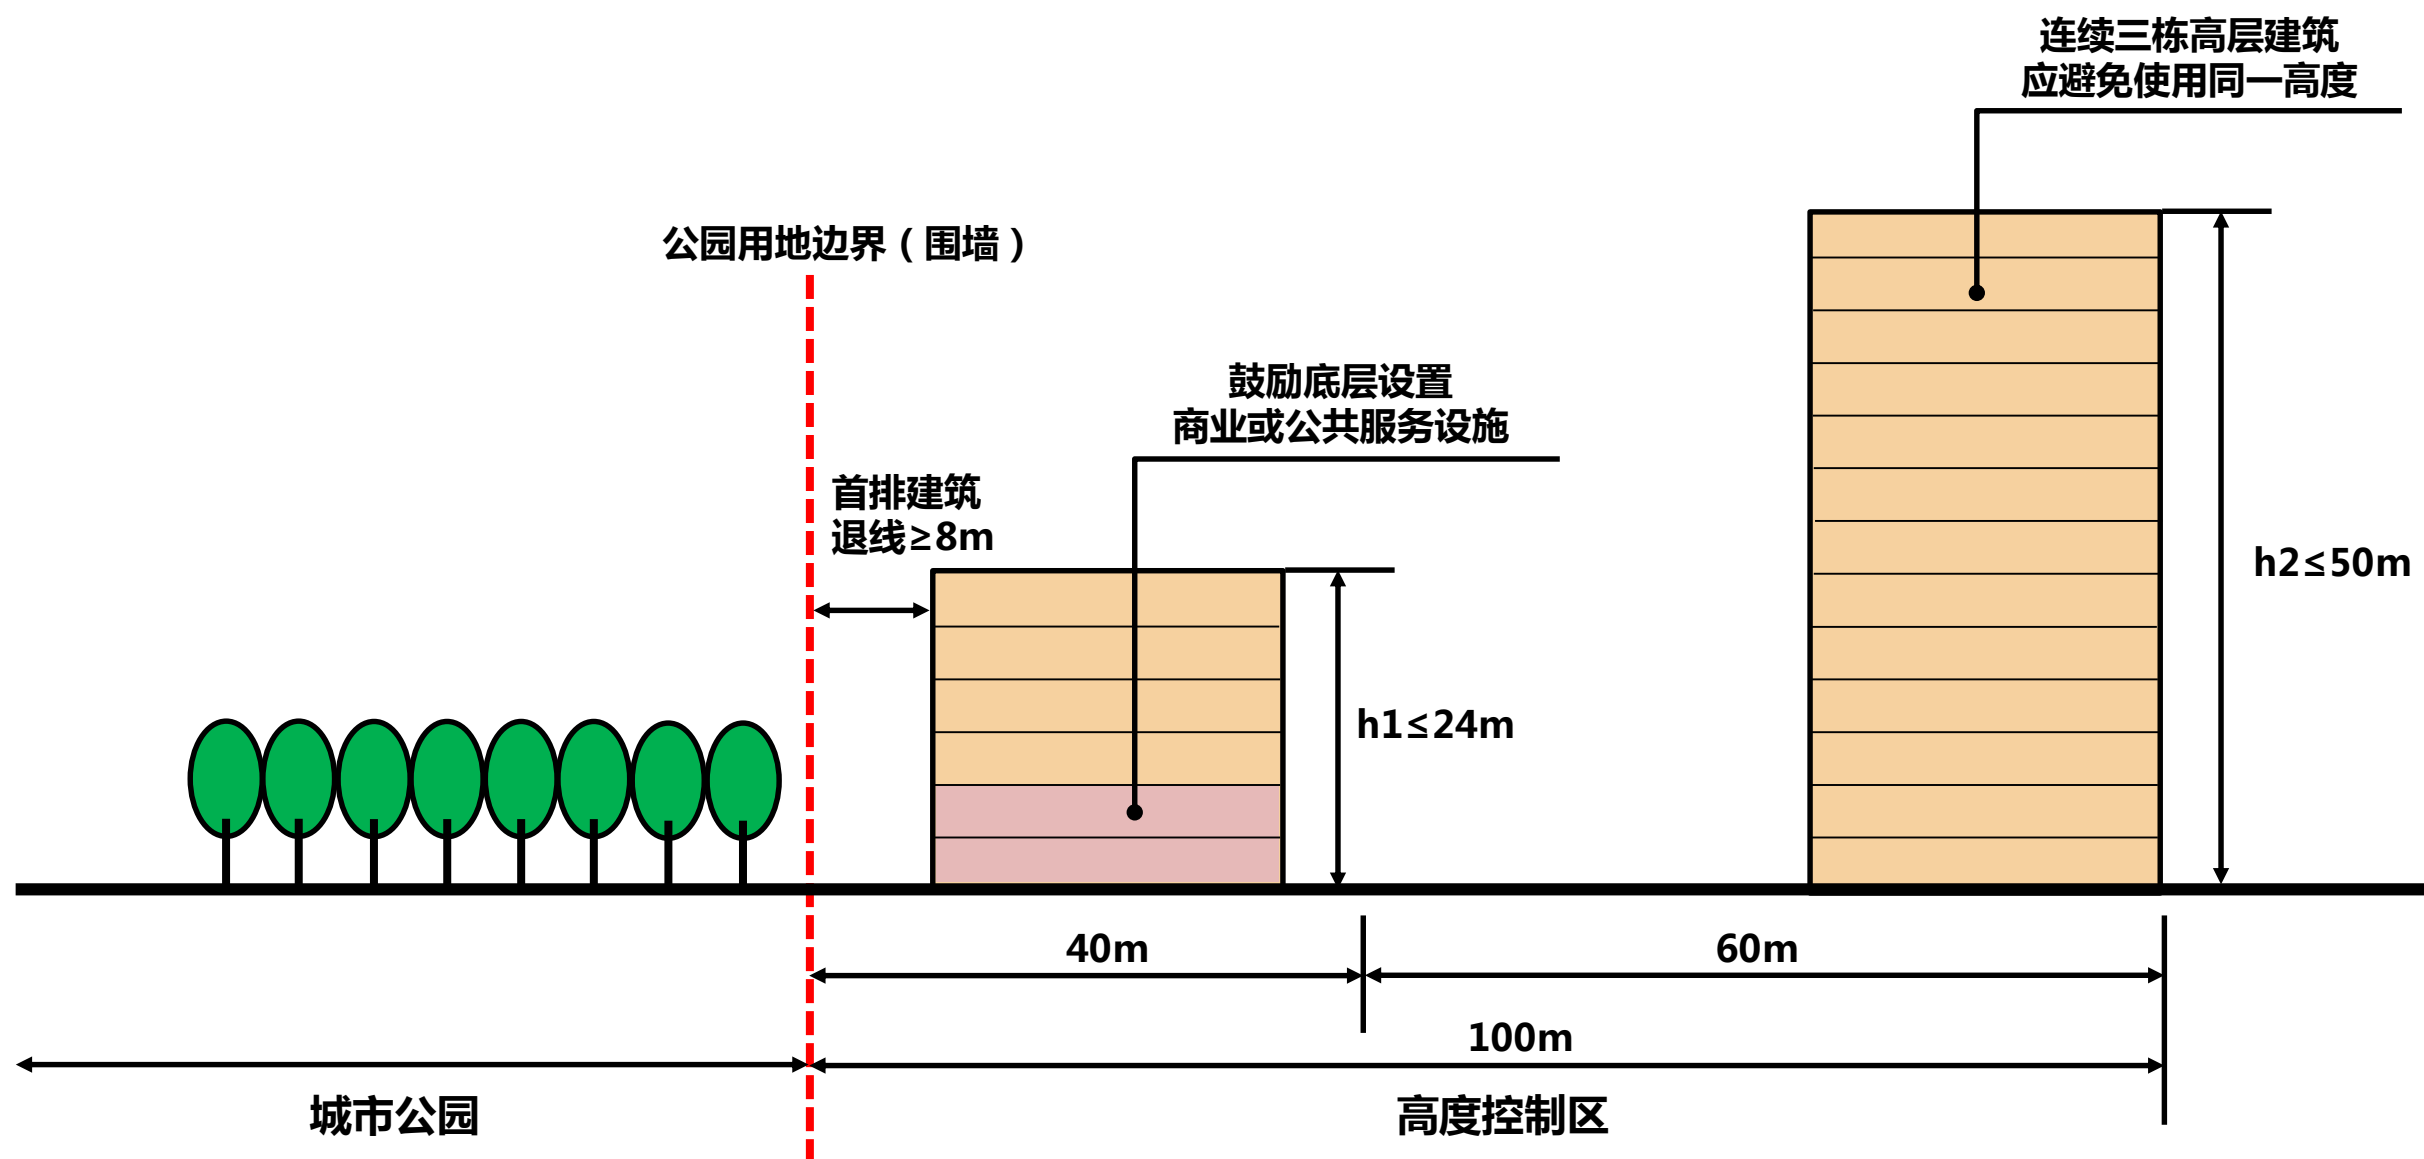 连续三栋高层建筑
应避免使用同一高度
公园用地边界（围墙）
鼓励底层设置
商业或公共服务设施
首排建筑
退线≥8m
h2≤50m
h1≤24m
40m
60m
100m
城市公园
高度控制区